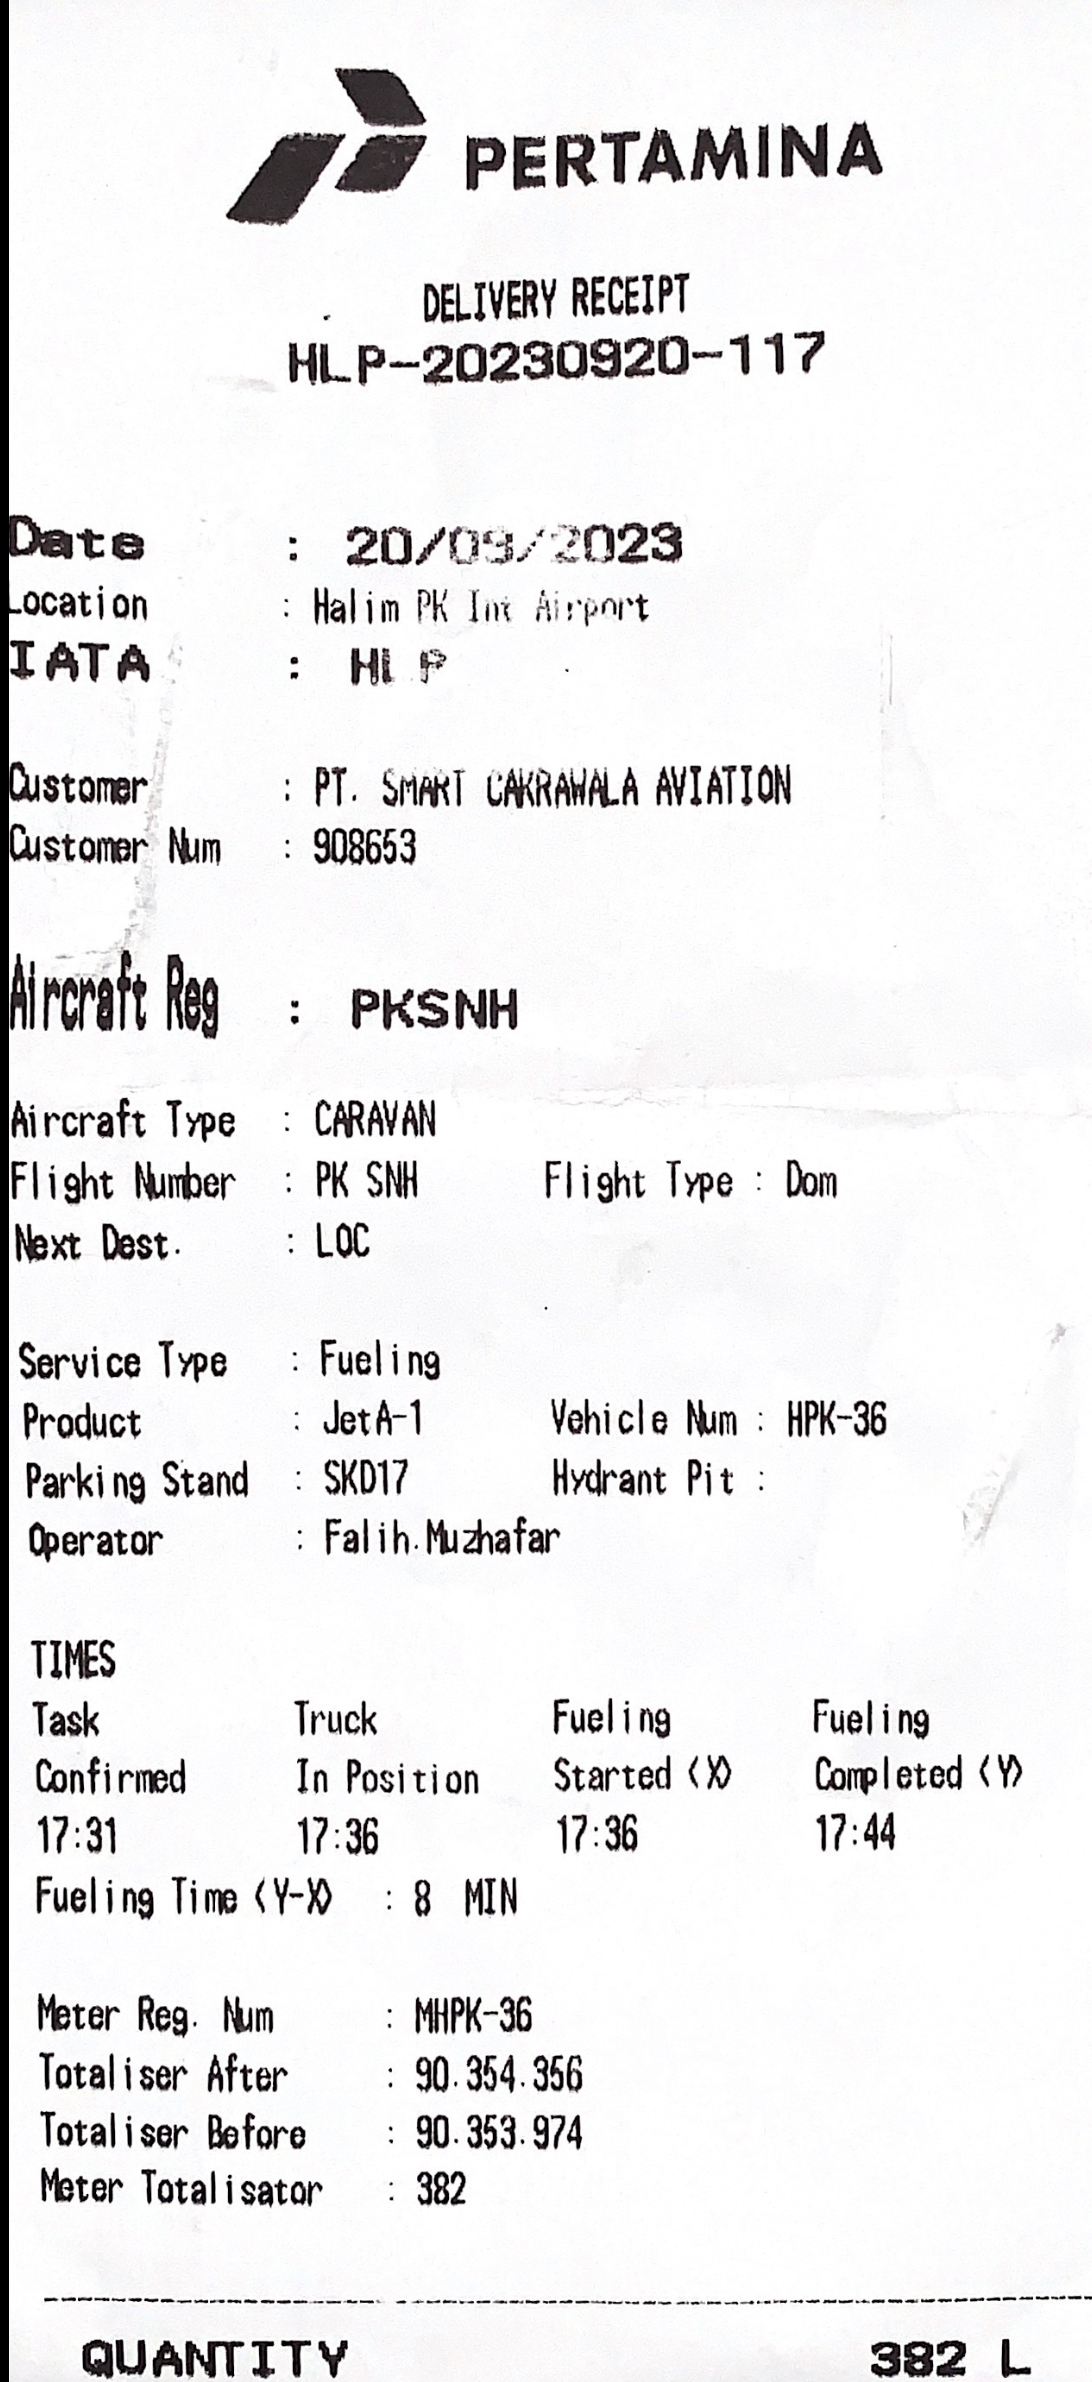 PERTAMINA
DELIVERY RECEIPT
HLP-20230920-117
Date : 20/09/2023
Location : Halim PK Int Airport
IATA : HLP
Customer : PT. SMART CAKRAWALA AVIATION
Customer Num : 908653
Aircraft Reg : PKSNH
Aircraft Type : CARAVAN
Flight Number : PK SNH Flight Type : Dom
Next Dest. : LOC
Service Type : Fueling
Product : JetA-1 Vehicle Num : HPK-36
Parking Stand : SKD17 Hydrant Pit :
Operator : Falih.Muzhafar
TIMES
Task Truck Fueling Fueling
Confirmed In Position Started (X) Completed (Y)
17:31 17:36 17:36 17:44
Fueling Time (Y-X) : 8 MIN
Meter Reg. Num : MHPK-36
Totaliser After : 90.354.356
Totaliser Before : 90.353.974
Meter Totalisator : 382
QUANTITY 382 L